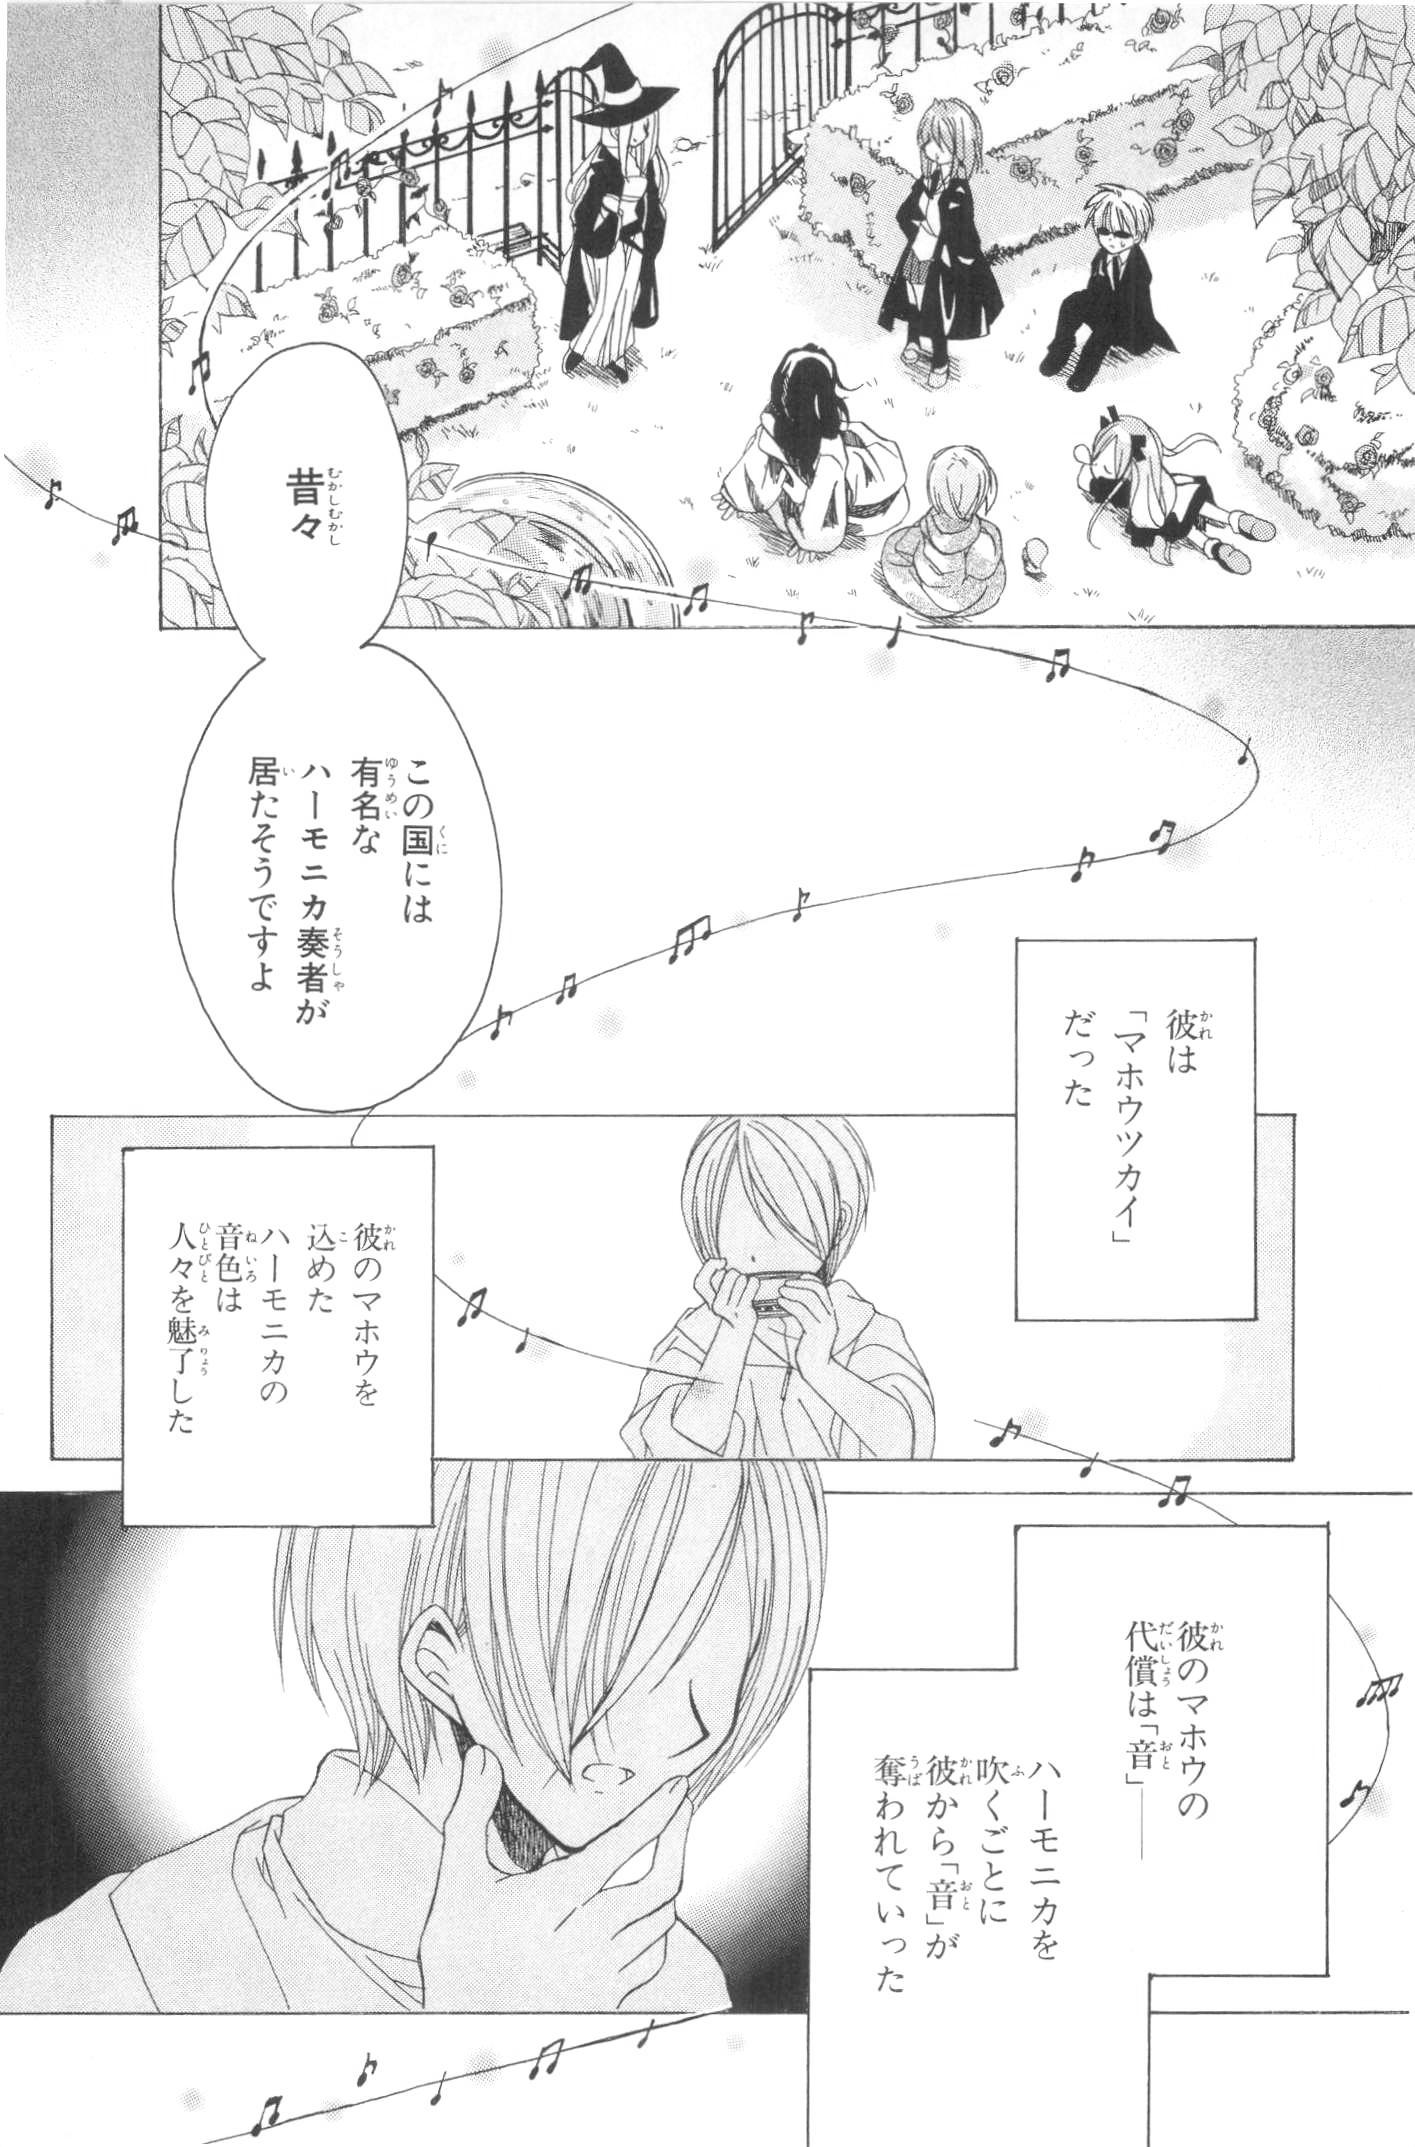 昔々
この国には
有名な
ハーモニカ奏者が
居たそうですよ
彼は
「マホウツカイ」
だった
彼のマホウを
込めた
ハーモニカの
音色は
人々を魅了した
彼のマホウの
代償は「音」――
ハーモニカを
吹くごとに
彼から「音」が
奪われていった